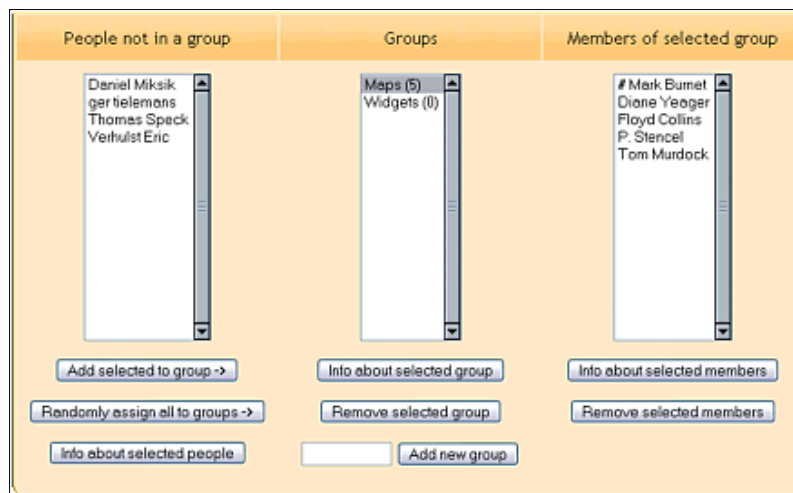 People not in a group
Groups
Members of selected group
Daniel Miksik
ger tielemans
Thomas Speck
Verhulst Eric
Maps (5)
Widgets (0)
# Mark Burnet
Diane Yeager
Floyd Collins
P. Stencel
Tom Murdock
Add selected to group ->
Info about selected group
Info about selected members
Randomly assign all to groups ->
Remove selected group
Remove selected members
Info about selected people
Add new group